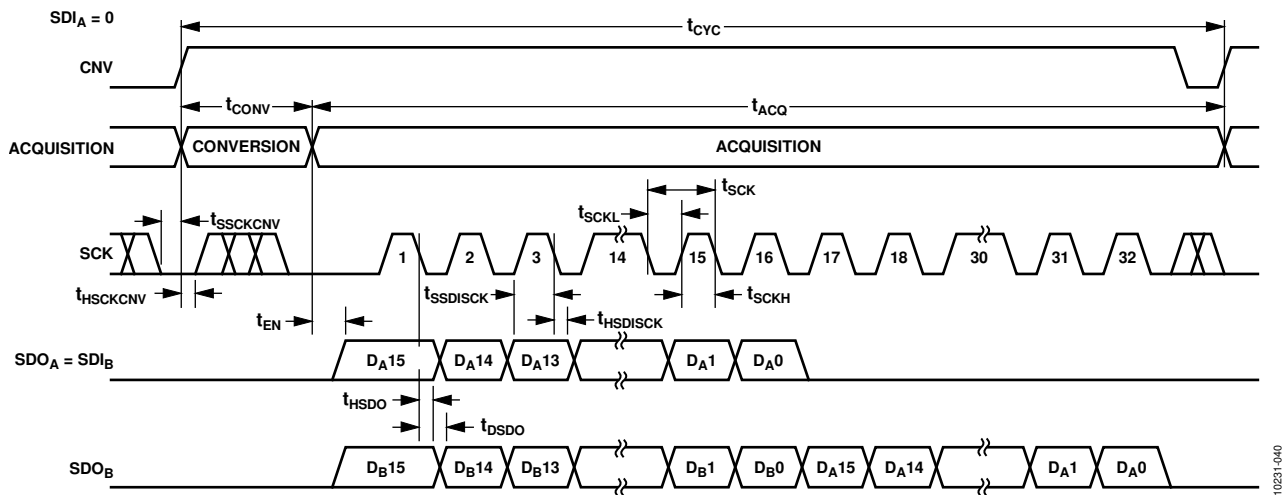 SDIA = 0
tCYC
CNV
tCONV
tACQ
ACQUISITION
CONVERSION
ACQUISITION
tSCK
tSSCKCNV
tSCKL
SCK
1 2 3 14 15 16 17 18 30 31 32
tHSCKCNV
tSSDISCK
tSCKH
tEN
tHSDISCK
SDOA = SDIB
DA15 DA14 DA13 DA1 DA0
tHSDO
tDSDO
SDOB
DB15 DB14 DB13 DB1 DB0 DA15 DA14 DA1 DA0
10231-040